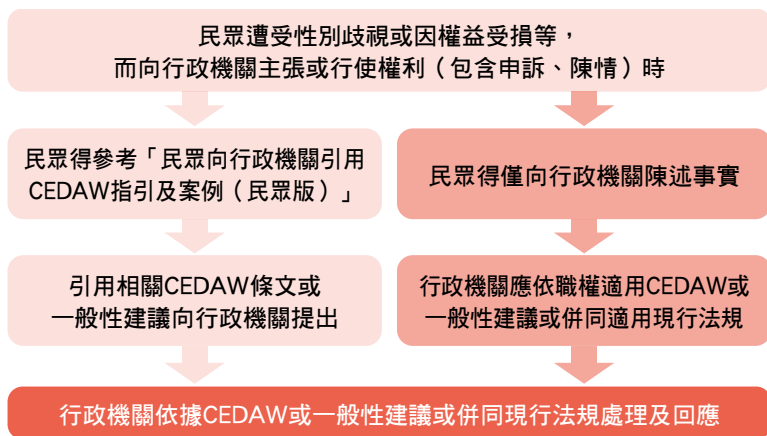 民眾遭受性別歧視或因權益受損等，
而向行政機關主張或行使權利（包含申訴、陳情）時
民眾得參考「民眾向行政機關引用
CEDAW指引及案例（民眾版）」
民眾得僅向行政機關陳述事實
引用相關CEDAW條文或
一般性建議向行政機關提出
行政機關應依職權適用CEDAW或
一般性建議或併同適用現行法規
行政機關依據CEDAW或一般性建議或併同現行法規處理及回應